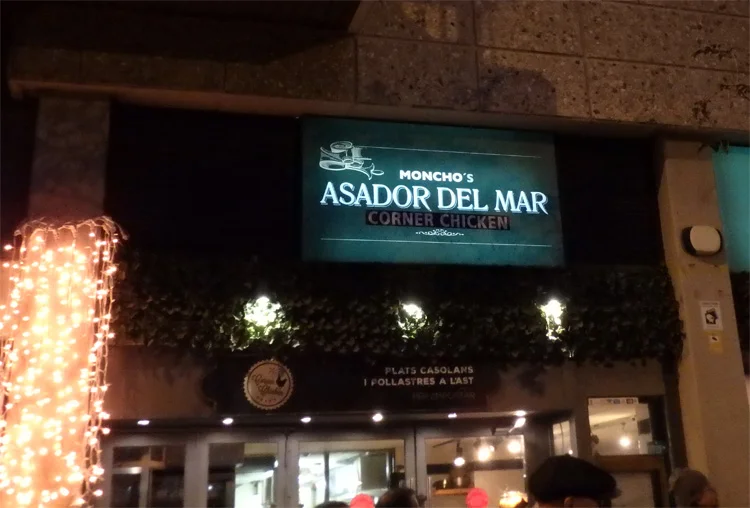 MONCHO´S
ASADOR DEL MAR
CORNER CHICKEN
PLATS CASOLANS
I POLLASTRES A L'AST